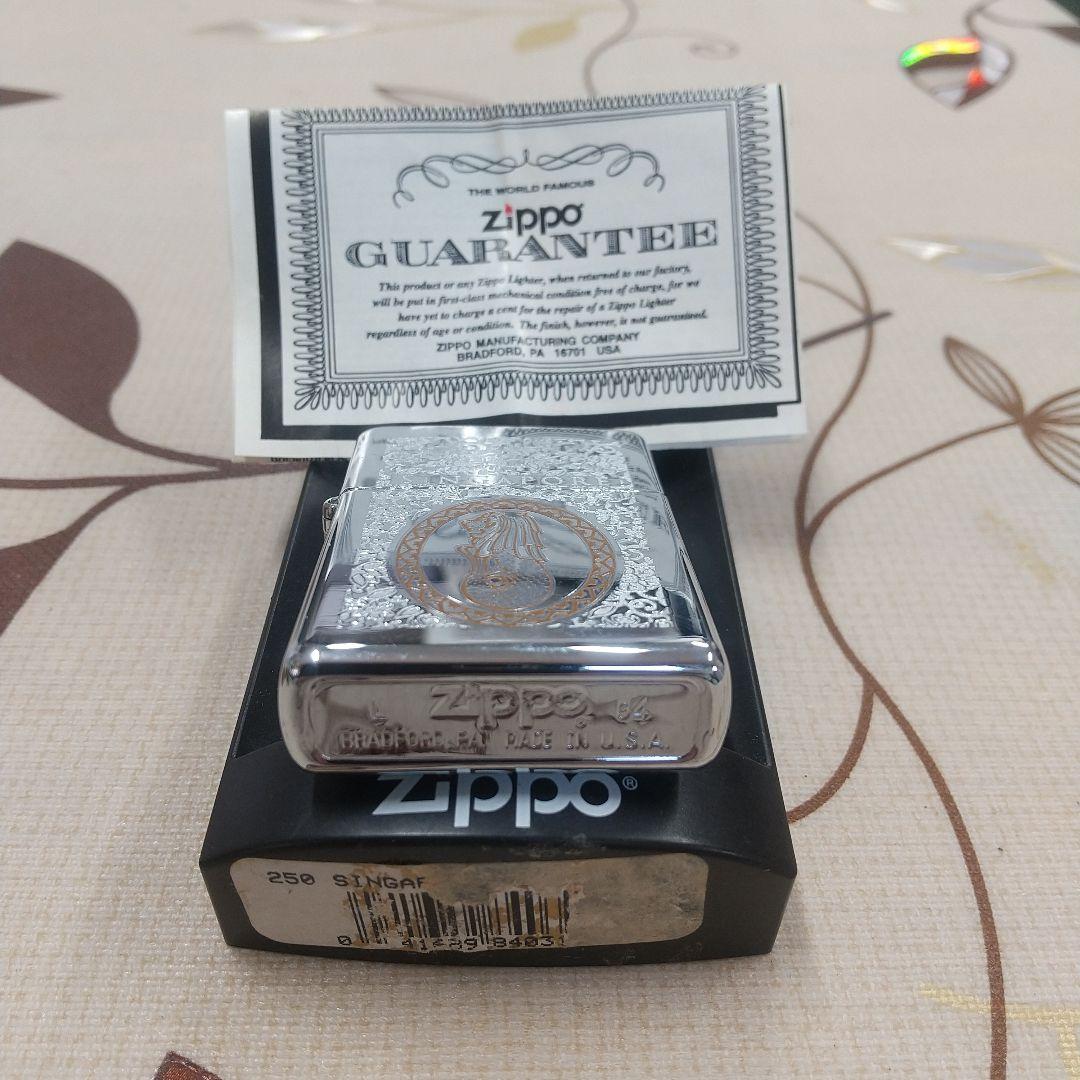 THE WORLD FAMOUS
Zippo
GUARANTEE
This product or any Zippo Lighter, when returned to our factory,
will be put in first-class mechanical condition free of charge, for we
have yet to charge a cent for the repair of a Zippo Lighter
regardless of age or condition. The finish, however, is not guaranteed.
ZIPPO MANUFACTURING COMPANY
BRADFORD, PA 16701 USA
SINGAPORE
L Zippo 04
BRADFORD, PA. MADE IN U.S.A.
Zippo®
250 SINGAP